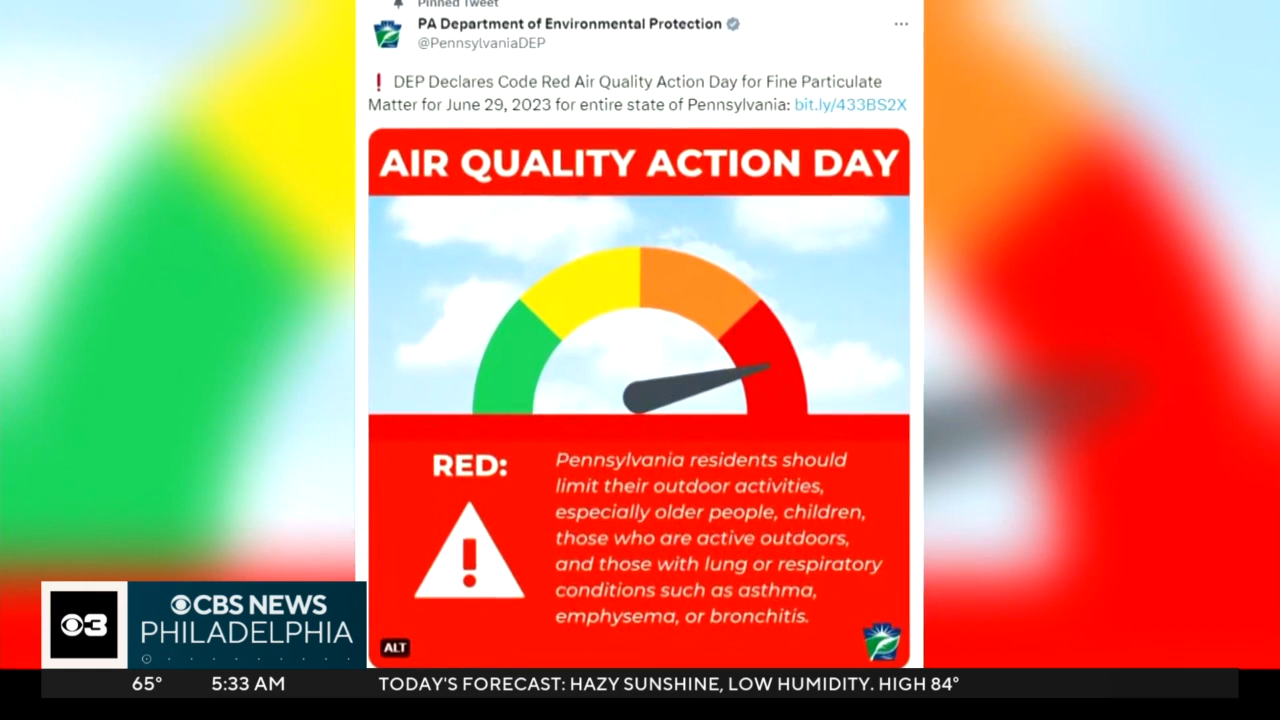 Pinned Tweet
PA Department of Environmental Protection
@PennsylvaniaDEP
❗ DEP Declares Code Red Air Quality Action Day for Fine Particulate
Matter for June 29, 2023 for entire state of Pennsylvania: bit.ly/433BS2X
AIR QUALITY ACTION DAY
RED:
Pennsylvania residents should
limit their outdoor activities,
especially older people, children,
those who are active outdoors,
and those with lung or respiratory
conditions such as asthma,
emphysema, or bronchitis.
!
ALT
3
CBS NEWS
PHILADELPHIA
65° 5:33 AM TODAY'S FORECAST: HAZY SUNSHINE, LOW HUMIDITY. HIGH 84°